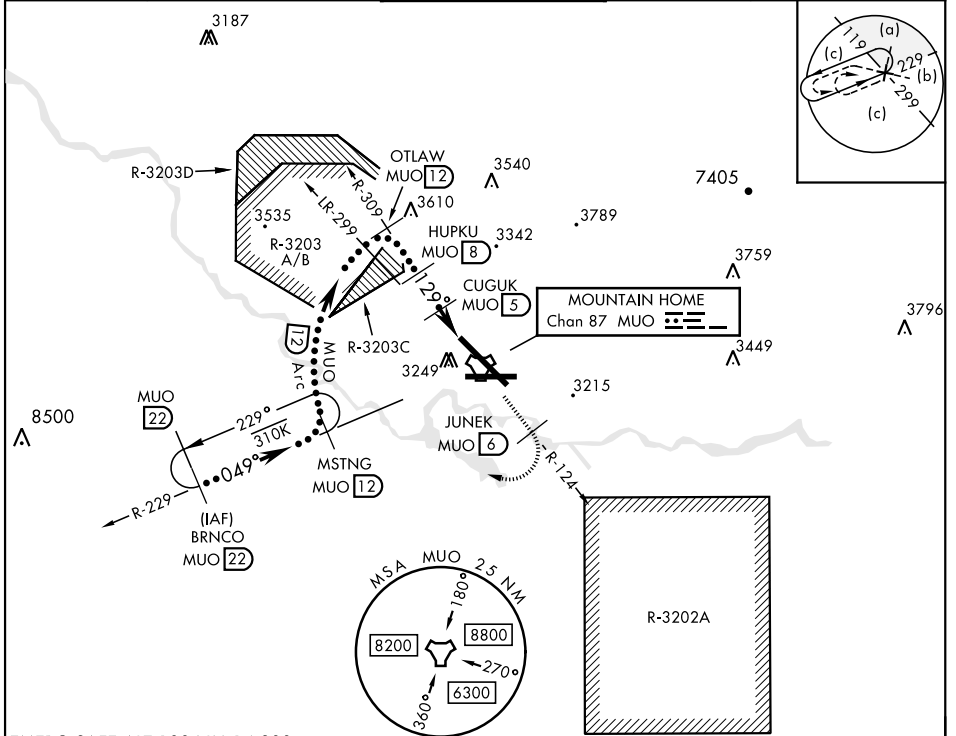 3187
(a)
119
(c)
229
(b)
299
(c)
OTLAW
MUO 12
3540
7405
R-3203D
R-309
3610
LR-299
3535
HUPKU
MUO 8
3342
3789
R-3203
A/B
3759
129°
CUGUK
MUO 5
MOUNTAIN HOME
Chan 87 MUO
3796
12
MUO
Arc
R-3203C
3249
3449
MUO
22
3215
8500
229°
310K
JUNEK
MUO 6
049°
MSTNG
MUO 12
R-124
R-229
(IAF)
BRNCO
MUO 22
MSA MUO 25 NM
180°
8200
8800
270°
6300
360°
R-3202A